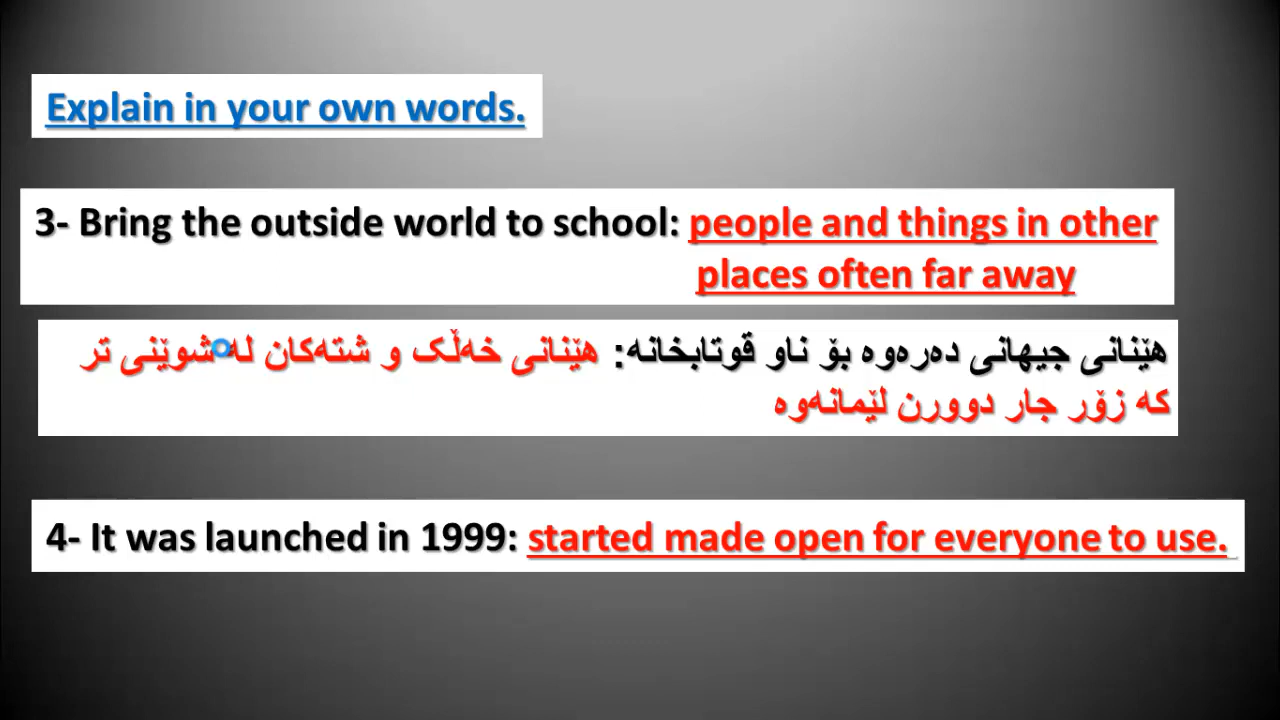 Explain in your own words.
3- Bring the outside world to school: people and things in other
places often far away
هێنانی جیهانی دەرەوە بۆ ناو قوتابخانە: هێنانی خەڵک و شتەکان لە شوێنی تر
کە زۆر جار دوورن لێمانەوە
4- It was launched in 1999: started made open for everyone to use.